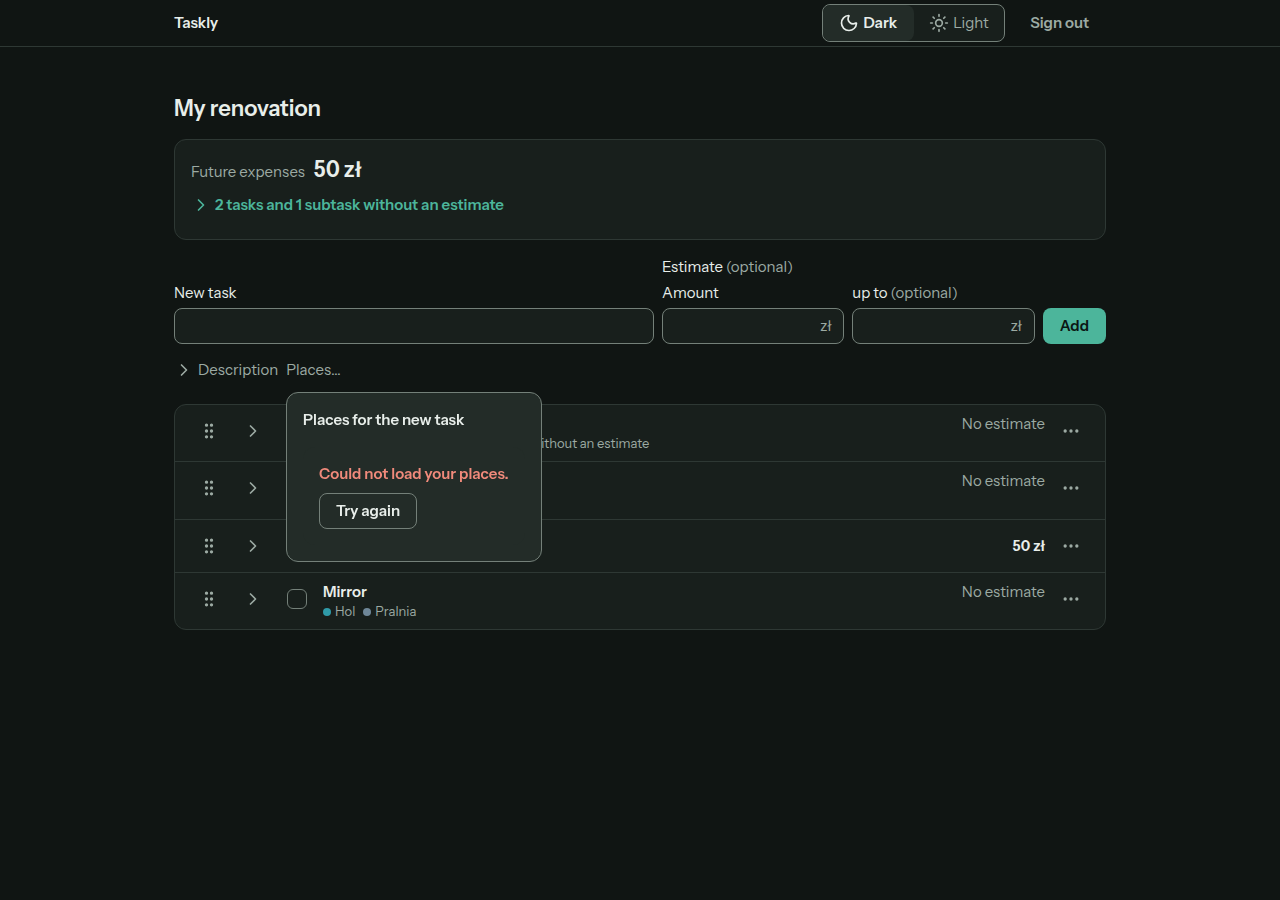 Taskly
Dark
Light
Sign out
My renovation
Future expenses 50 zł
2 tasks and 1 subtask without an estimate
Estimate (optional)
New task
Amount
up to (optional)
zł
zł
Add
Description Places...
Places for the new task
Could not load your places.
Try again
No estimate
without an estimate
No estimate
50 zł
Mirror
No estimate
Hol Pralnia